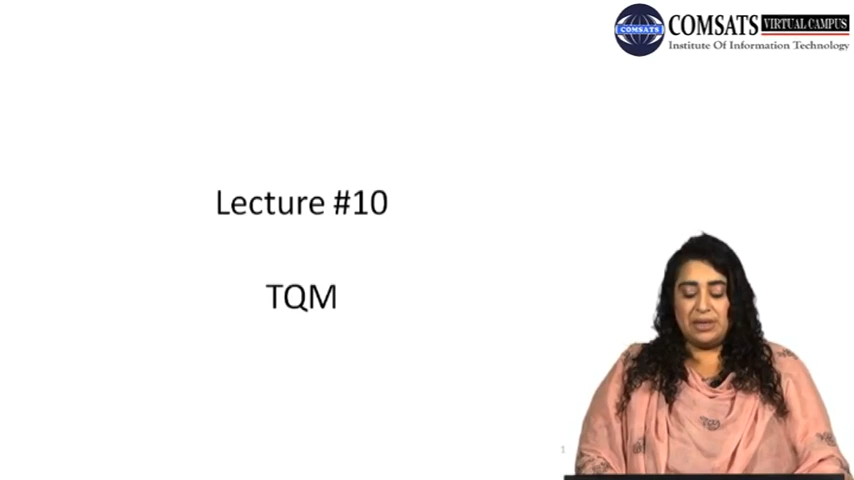 COMSATS VIRTUAL CAMPUS
COMSATS
Institute Of Information Technology
Lecture #10
TQM
1